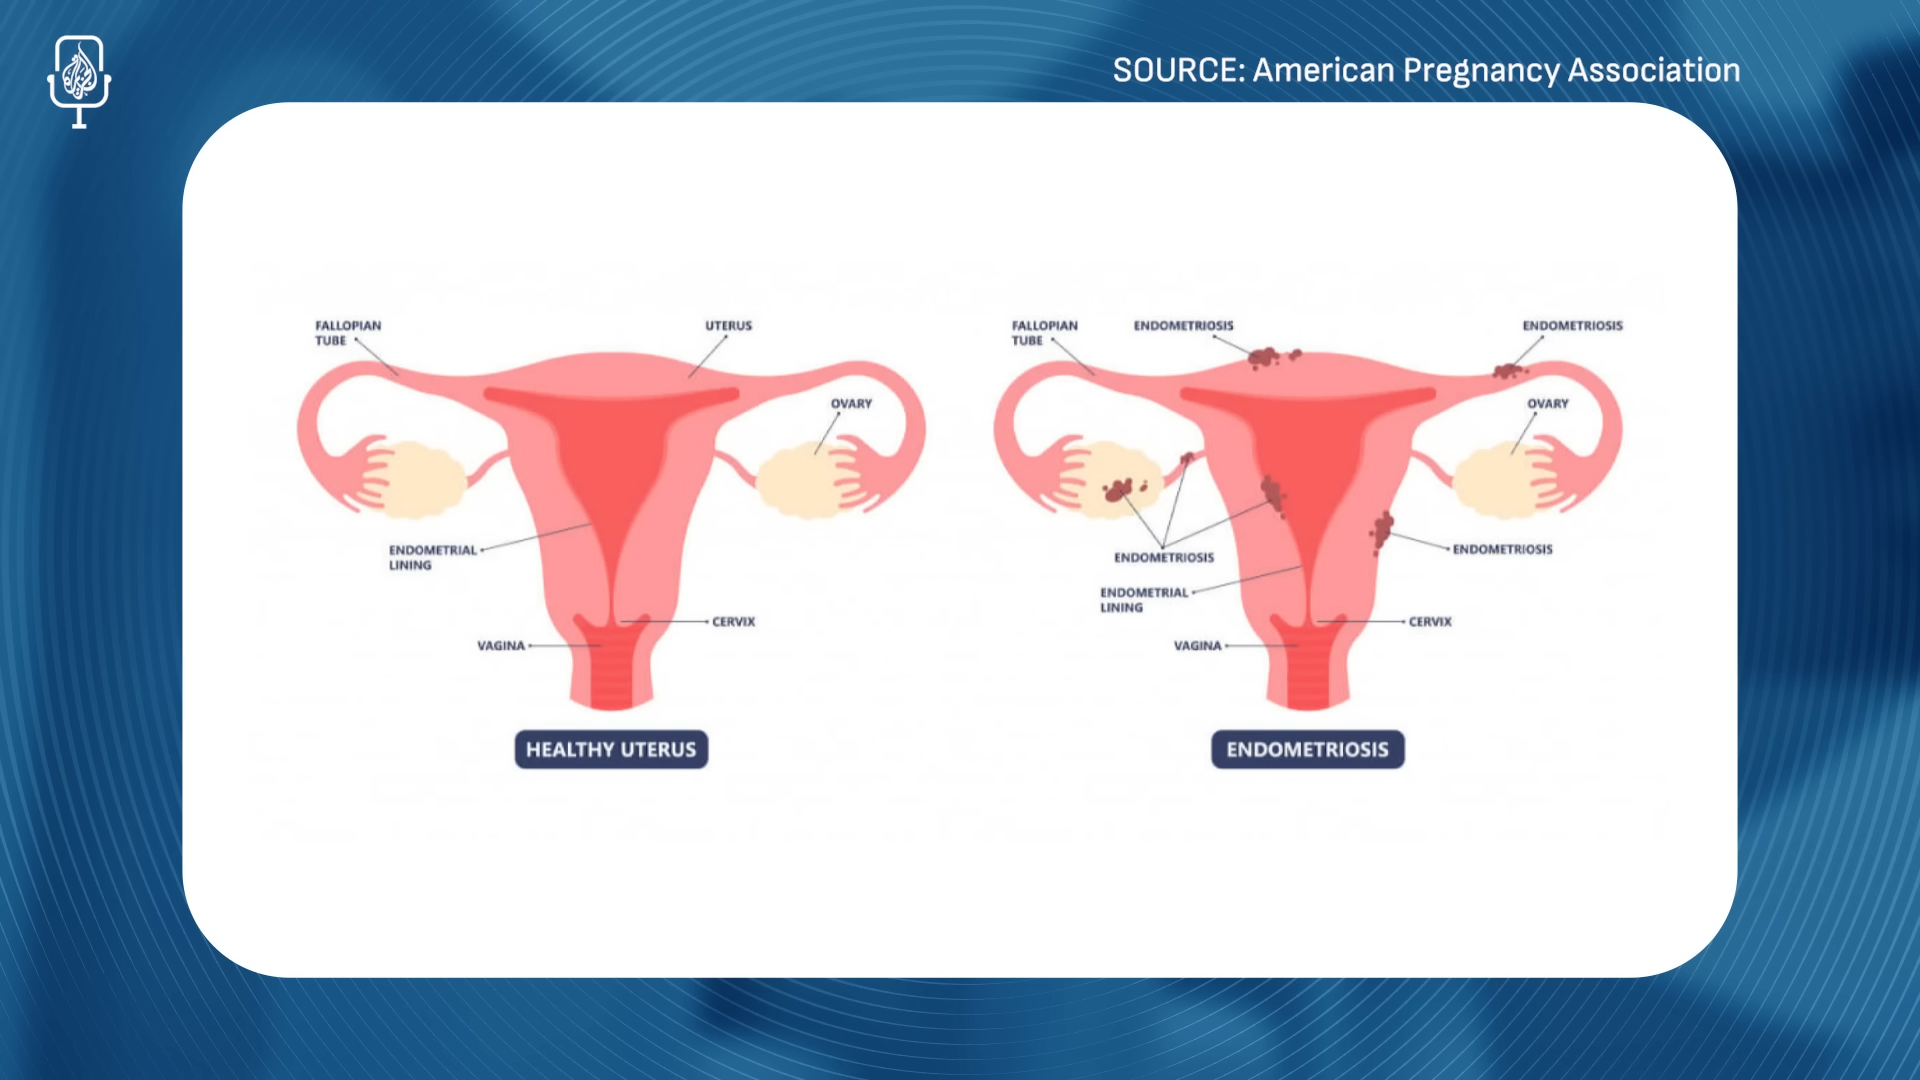 SOURCE: American Pregnancy Association
FALLOPIAN
TUBE
UTERUS
OVARY
ENDOMETRIAL
LINING
CERVIX
VAGINA
HEALTHY UTERUS
FALLOPIAN
TUBE
ENDOMETRIOSIS
ENDOMETRIOSIS
OVARY
ENDOMETRIOSIS
ENDOMETRIOSIS
ENDOMETRIAL
LINING
CERVIX
VAGINA
ENDOMETRIOSIS